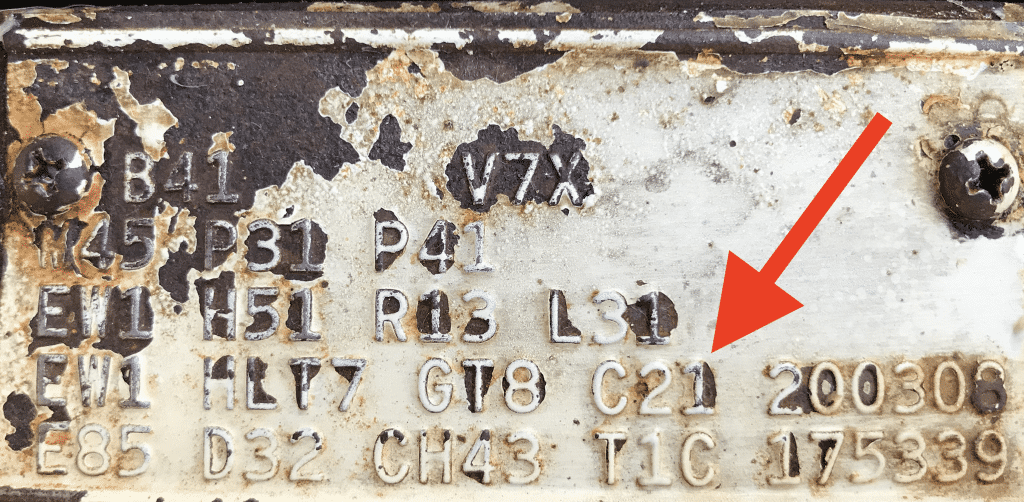 B41 V7X
M45 P31 P41
EW1 H51 R13 L31
EW1 HLT7 GT8 C21 200308
E85 D32 CH43 T1C 175339